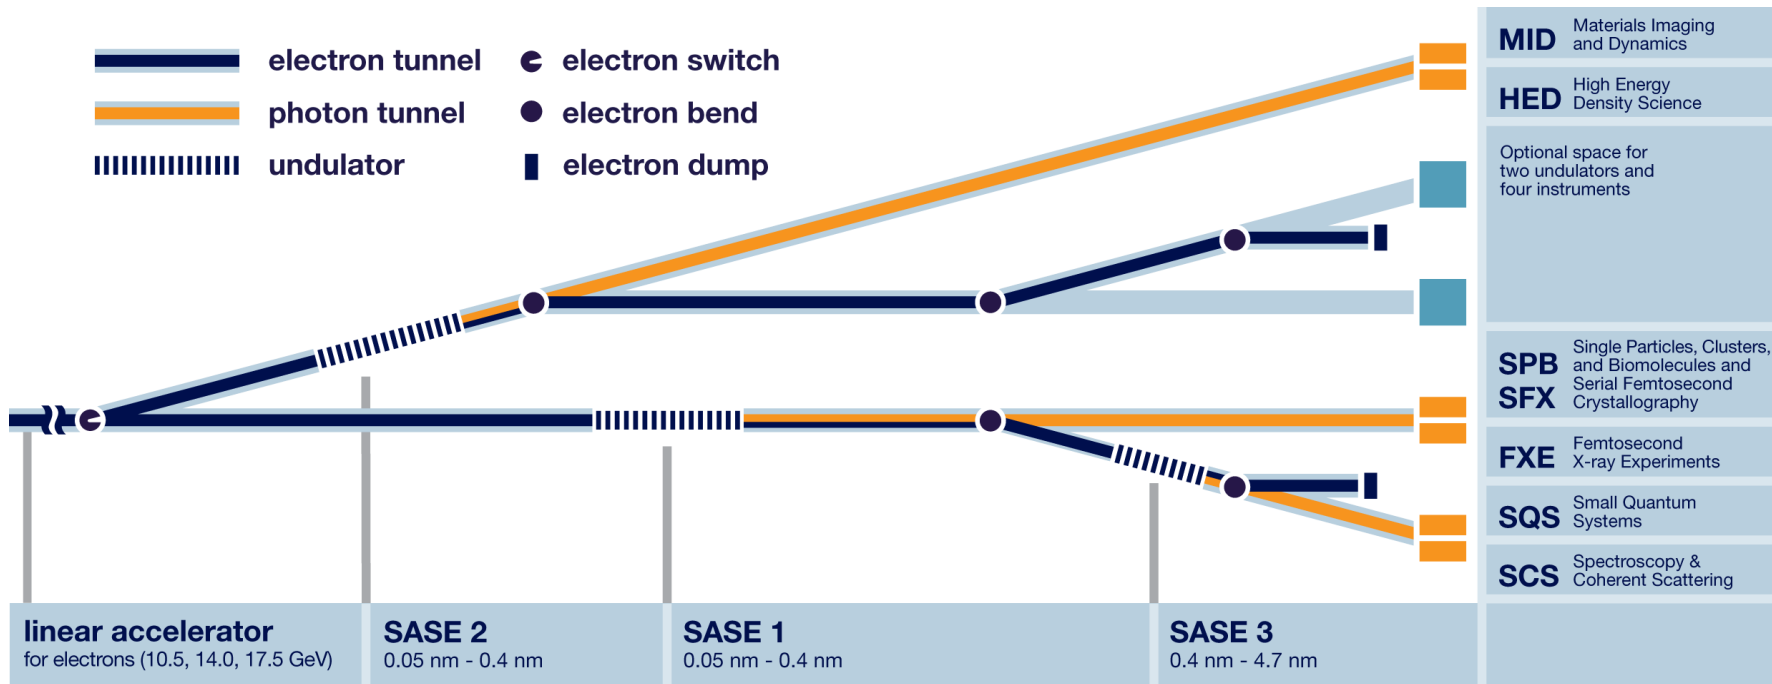 electron tunnel
electron switch
photon tunnel
electron bend
undulator
electron dump
MID
Materials Imaging
and Dynamics
HED
High Energy
Density Science
Optional space for
two undulators and
four instruments
SPB
SFX
Single Particles, Clusters,
and Biomolecules and
Serial Femtosecond
Crystallography
FXE
Femtosecond
X-ray Experiments
SQS
Small Quantum
Systems
SCS
Spectroscopy &
Coherent Scattering
linear accelerator
for electrons (10.5, 14.0, 17.5 GeV)
SASE 2
0.05 nm - 0.4 nm
SASE 1
0.05 nm - 0.4 nm
SASE 3
0.4 nm - 4.7 nm